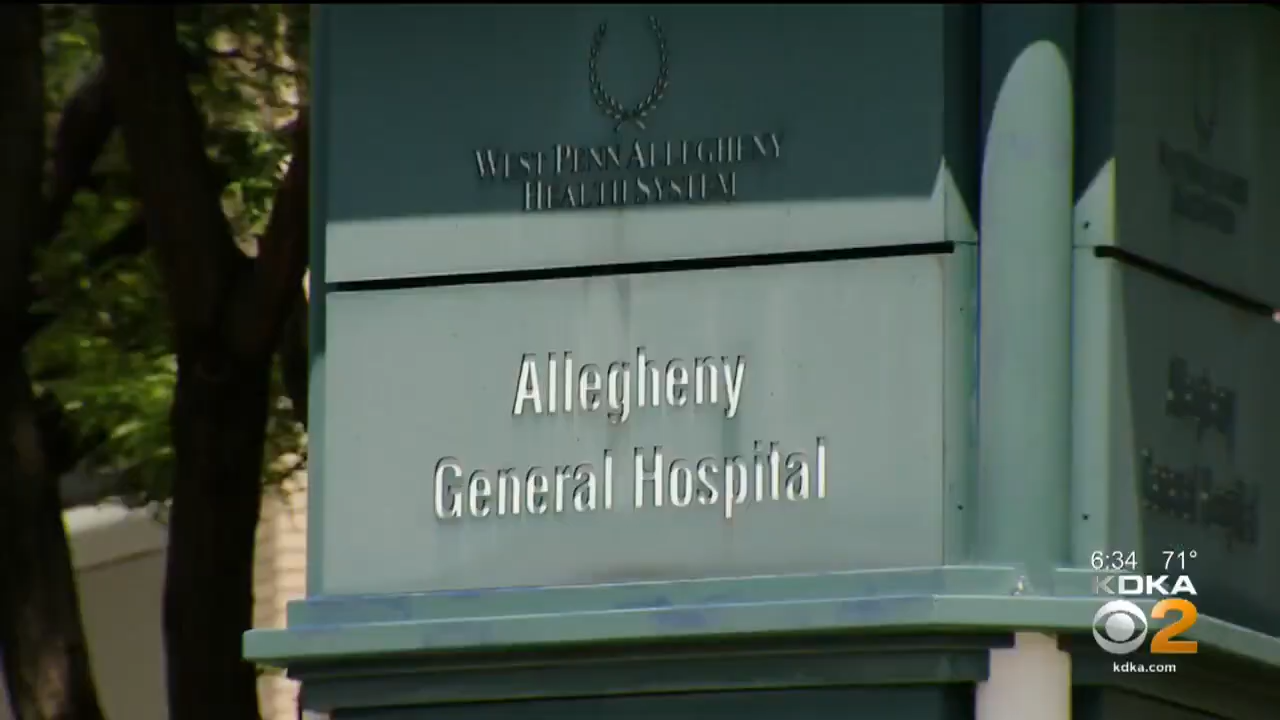 WEST PENN ALLEGHENY
HEALTH SYSTEM
Allegheny
General Hospital
6:34 71°
KDKA
2
kdka.com